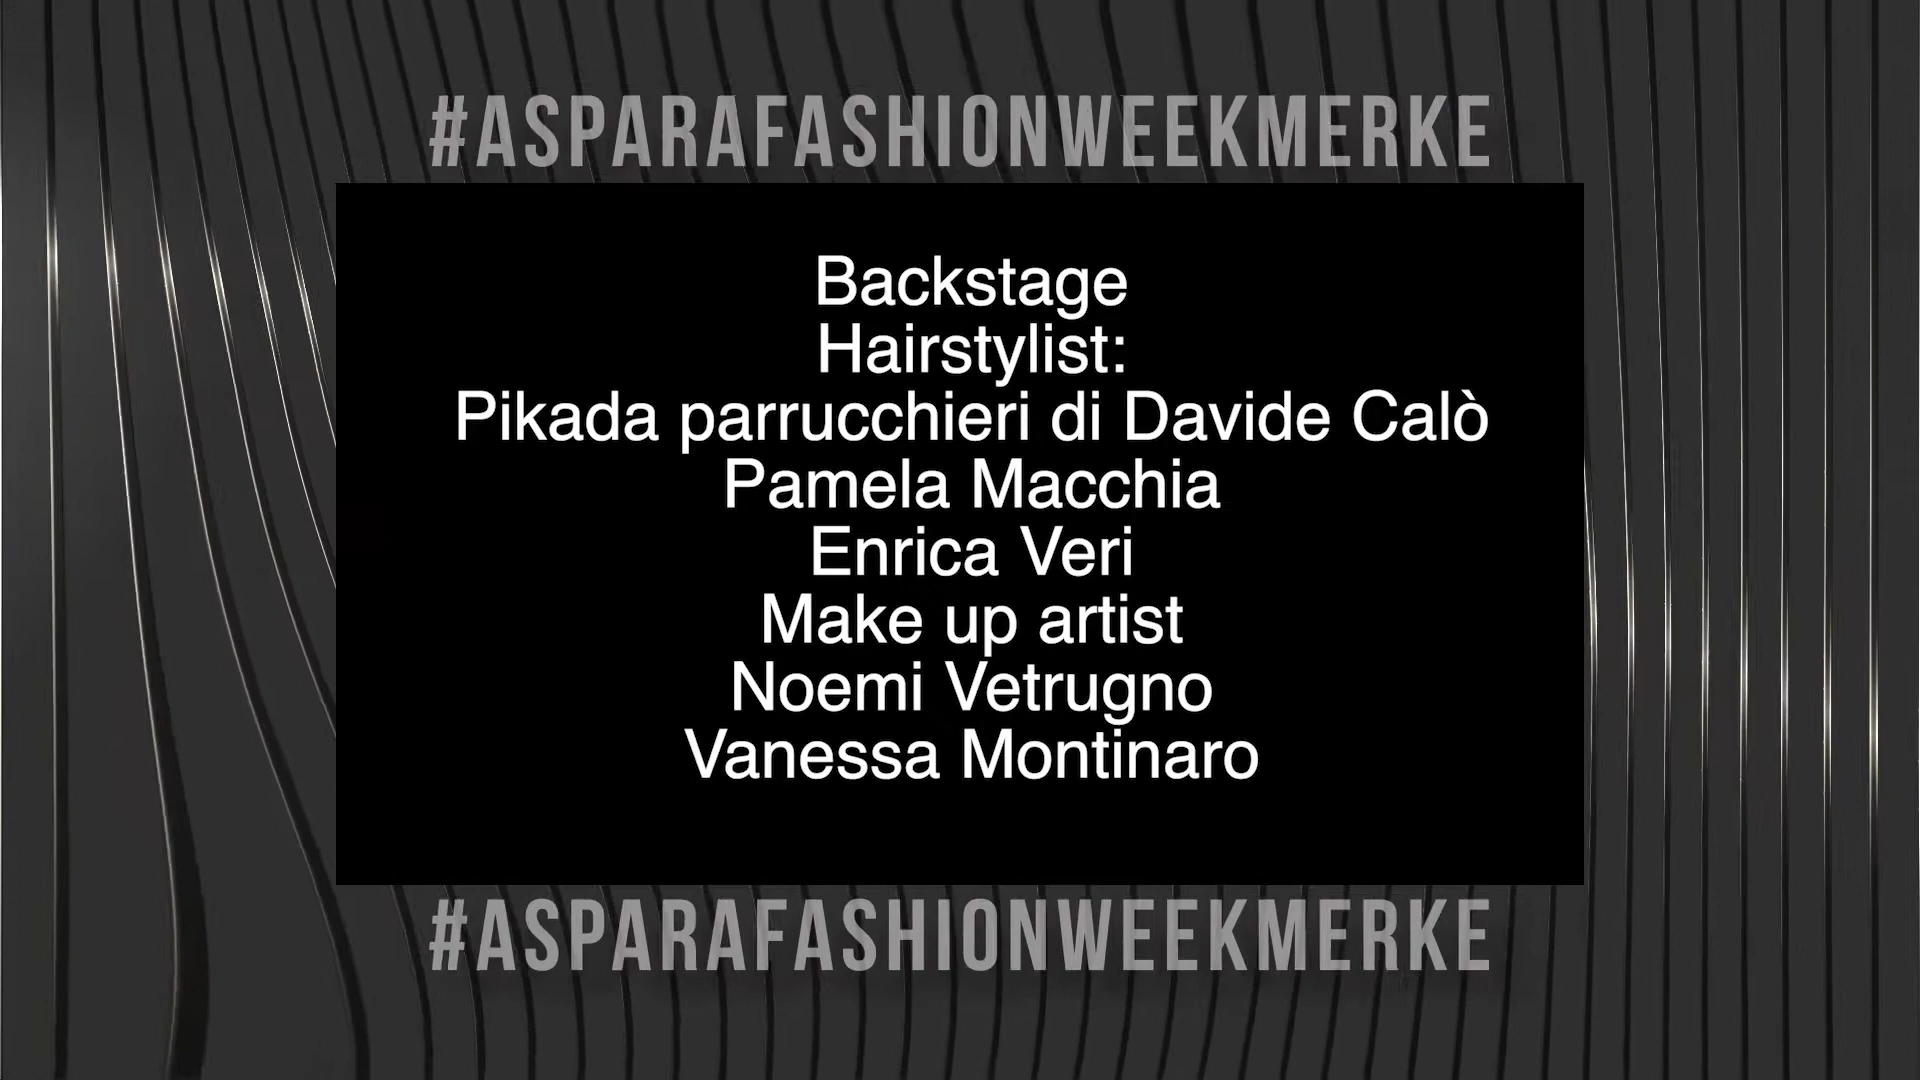 #ASPARAFASHIONWEEKMERKE
Backstage
Hairstylist:
Pikada parrucchieri di Davide Calò
Pamela Macchia
Enrica Veri
Make up artist
Noemi Vetrugno
Vanessa Montinaro
#ASPARAFASHIONWEEKMERKE